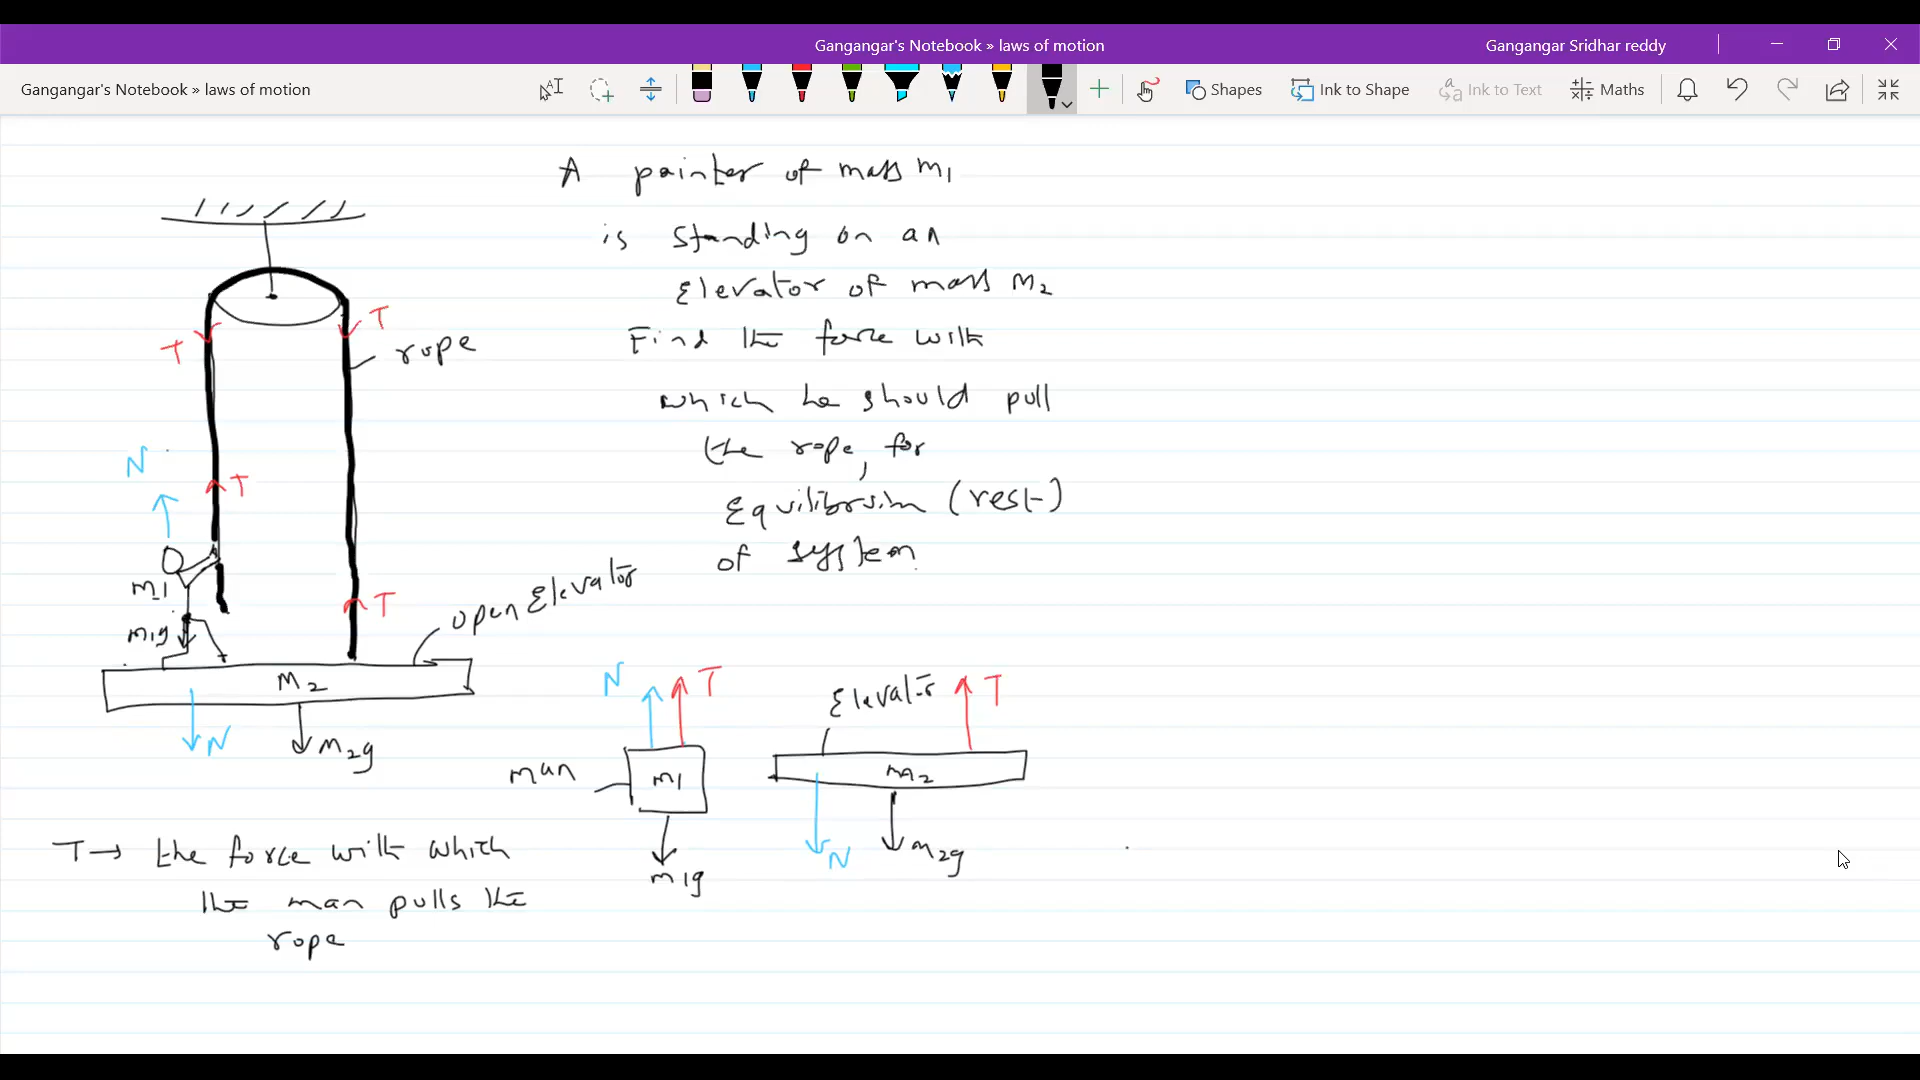 Gangangar's Notebook » laws of motion
Gangangar Sridhar reddy
Gangangar's Notebook » laws of motion
Shapes
Ink to Shape
Ink to Text
Maths
A painter of mass m1
is standing on an
Elevator of mass M2
Find the force with
which he should pull
the rope, for
Equilibrium (rest)
of system
T
T
rope
N
T
m1
m1g
T
open Elevator
M2
N
m2g
N
T
man
m1
m1g
Elevator
T
m2
N
m2g
T → the force with which
the man pulls the
rope